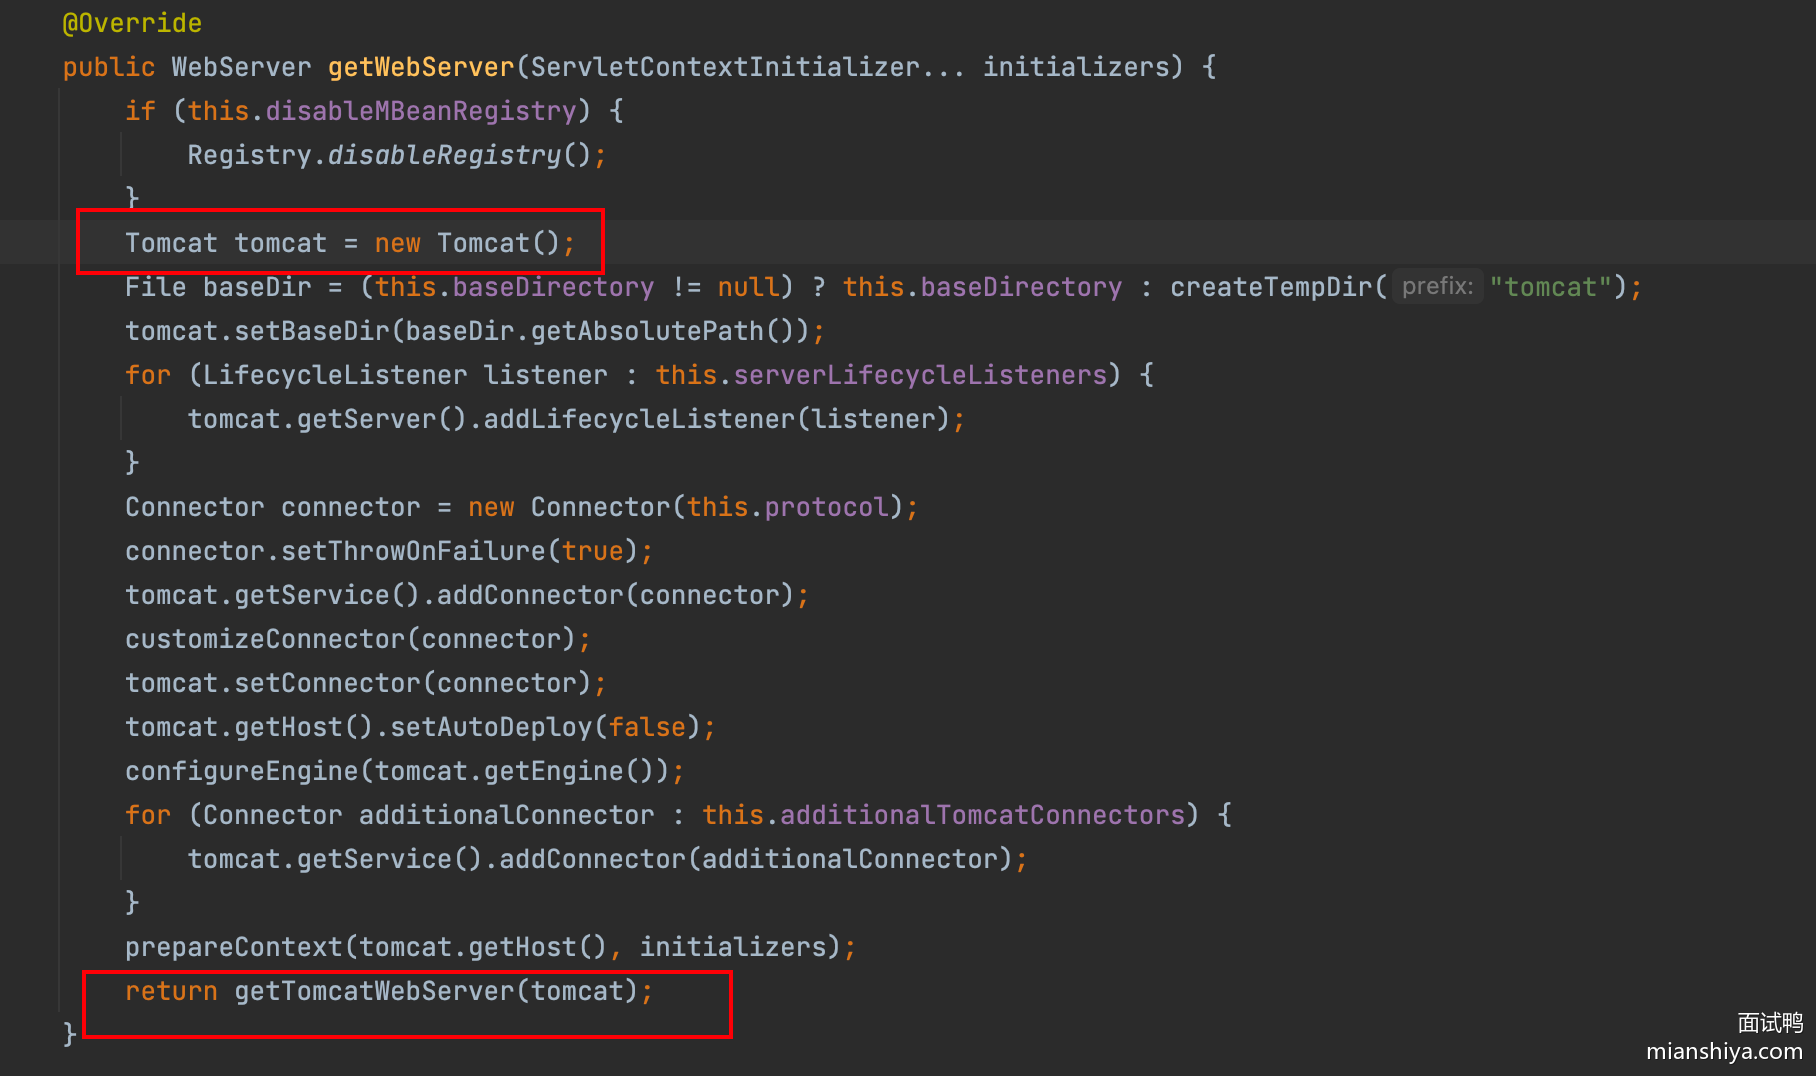 @Override
public WebServer getWebServer(ServletContextInitializer... initializers) {
    if (this.disableMBeanRegistry) {
        Registry.disableRegistry();
    }
    Tomcat tomcat = new Tomcat();
    File baseDir = (this.baseDirectory != null) ? this.baseDirectory : createTempDir( prefix: "tomcat");
    tomcat.setBaseDir(baseDir.getAbsolutePath());
    for (LifecycleListener listener : this.serverLifecycleListeners) {
        tomcat.getServer().addLifecycleListener(listener);
    }
    Connector connector = new Connector(this.protocol);
    connector.setThrowOnFailure(true);
    tomcat.getService().addConnector(connector);
    customizeConnector(connector);
    tomcat.setConnector(connector);
    tomcat.getHost().setAutoDeploy(false);
    configureEngine(tomcat.getEngine());
    for (Connector additionalConnector : this.additionalTomcatConnectors) {
        tomcat.getService().addConnector(additionalConnector);
    }
    prepareContext(tomcat.getHost(), initializers);
    return getTomcatWebServer(tomcat);
}
面试鸭
mianshiya.com